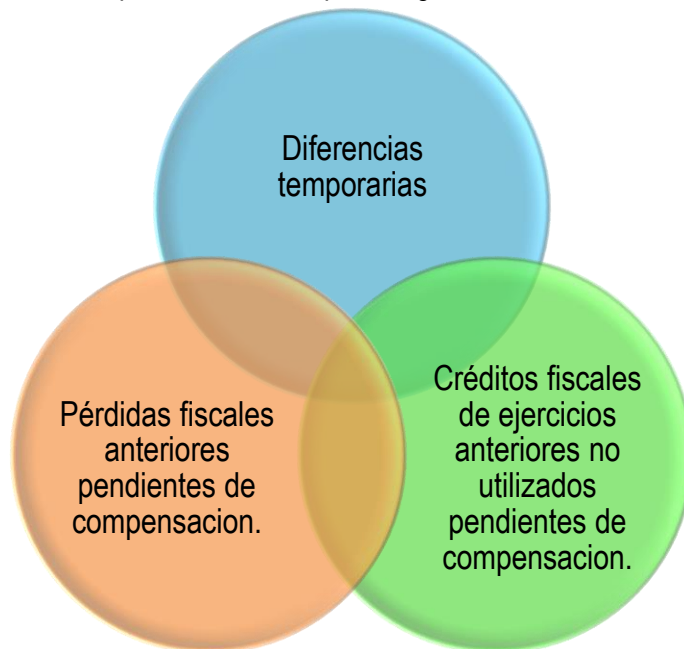 Diferencias
temporarias
Pérdidas fiscales
anteriores
pendientes de
compensacion.
Créditos fiscales
de ejercicios
anteriores no
utilizados
pendientes de
compensacion.